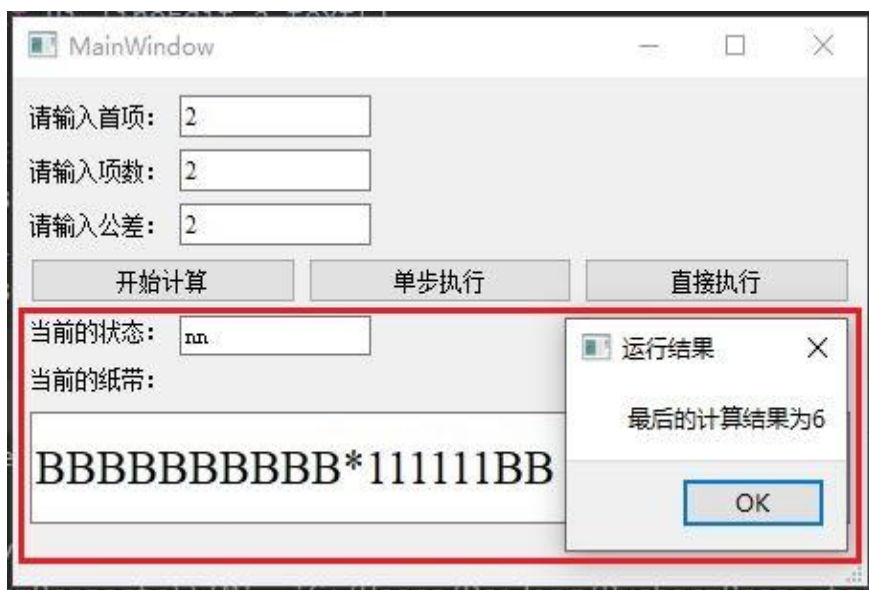 MainWindow
请输入首项： 2
请输入项数： 2
请输入公差： 2
开始计算 单步执行 直接执行
当前的状态： nn
当前的纸带：
BBBBBBBBBB*111111BB
运行结果
最后的计算结果为6
OK